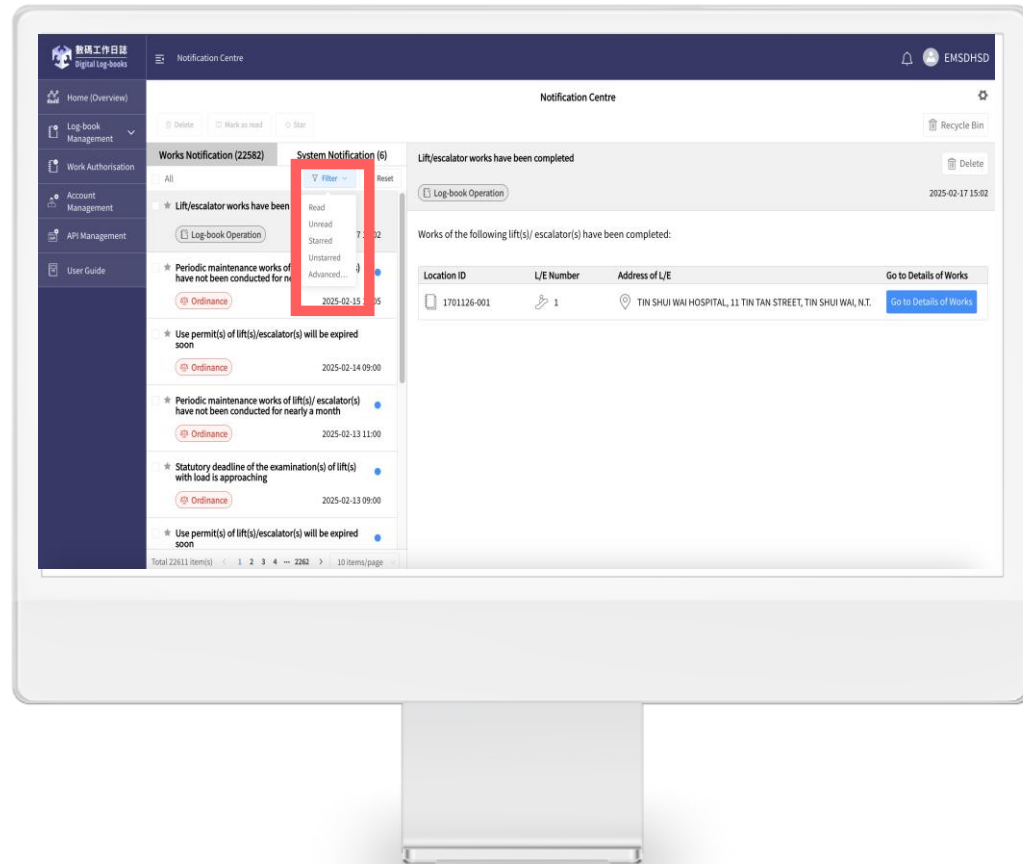 數碼工作日誌
Digital Log-books
Notification Centre
EMSDHSD
Home (Overview)
Log-book
Management
Work Authorisation
Account
Management
API Management
User Guide
Notification Centre
Delete
Mark as read
Star
Recycle Bin
Works Notification (22582)
System Notification (6)
All
Filter
Reset
Read
Unread
Starred
Unstarred
Advanced...
Lift/escalator works have been
Log-book Operation
Periodic maintenance works of
have not been conducted for
Ordinance
2025-02-15
Use permit(s) of lift(s)/escalator(s) will be expired
soon
Ordinance
2025-02-14 09:00
Periodic maintenance works of lift(s)/ escalator(s)
have not been conducted for nearly a month
Ordinance
2025-02-13 11:00
Statutory deadline of the examination(s) of lift(s)
with load is approaching
Ordinance
2025-02-13 09:00
Use permit(s) of lift(s)/escalator(s) will be expired
soon
Total 22611 item(s) < 1 2 3 4 ... 2262 > 10 items/page
Lift/escalator works have been completed
Delete
Log-book Operation
2025-02-17 15:02
Works of the following lift(s)/ escalator(s) have been completed:
Location ID L/E Number Address of L/E Go to Details of Works
1701126-001 1 TIN SHUI WAI HOSPITAL, 11 TIN TAN STREET, TIN SHUI WAI, N.T. Go to Details of Works